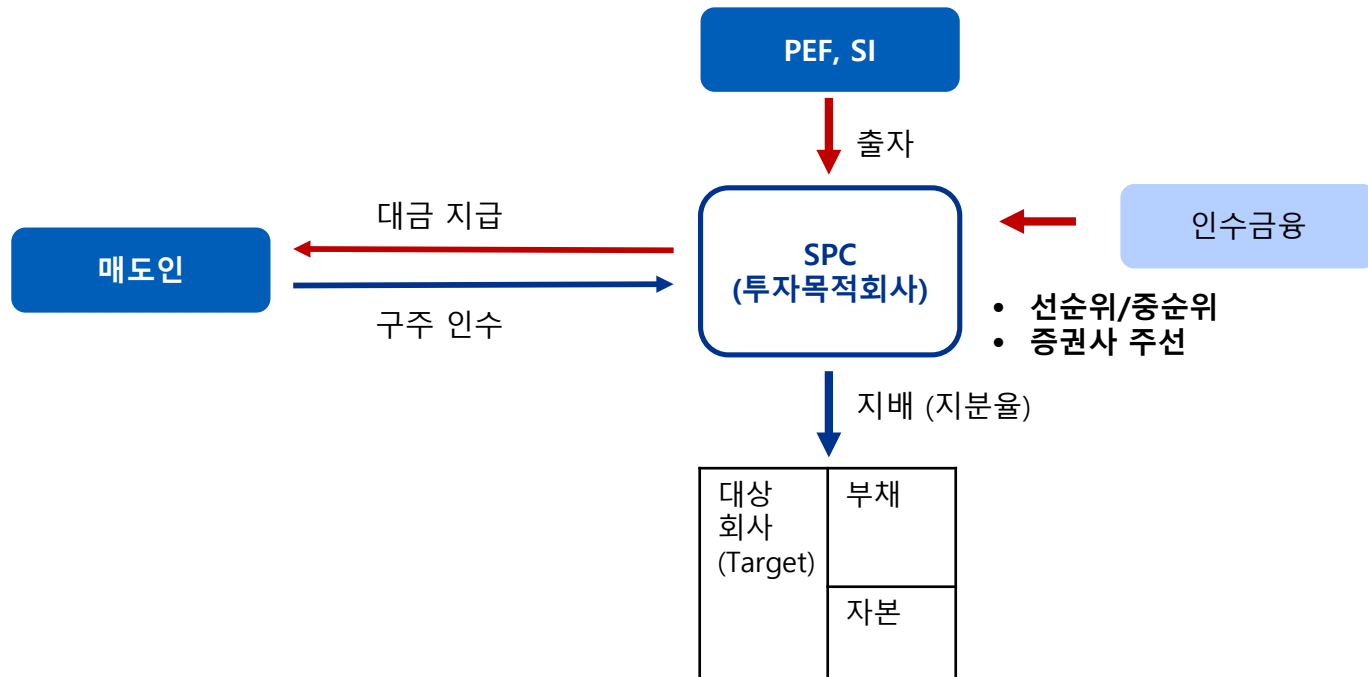 PEF, SI
출자
대금 지급
매도인
구주 인수
SPC
(투자목적회사)
인수금융
• 선순위/중순위
• 증권사 주선
지배 (지분율)
대상
회사
(Target)
부채
자본